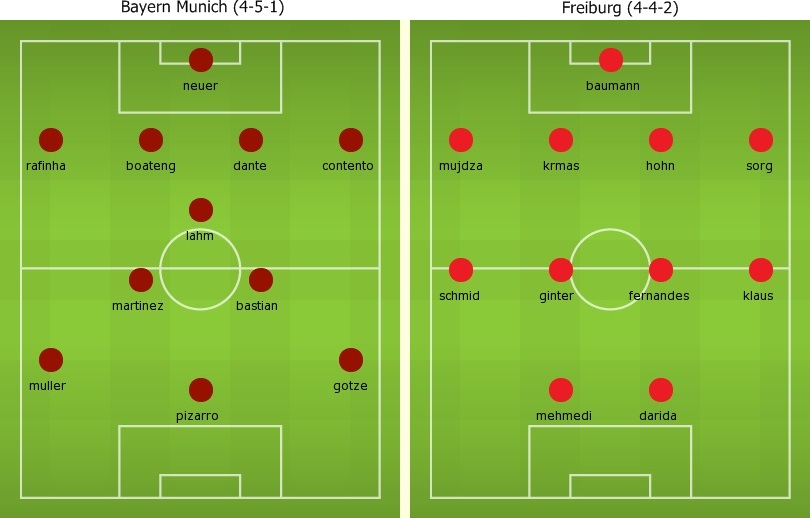 Bayern Munich (4-5-1)
neuer
rafinha boateng dante contento
lahm
martinez bastian
muller gotze
pizarro
Freiburg (4-4-2)
baumann
mujdza krmas hohn sorg
schmid ginter fernandes klaus
mehmedi darida